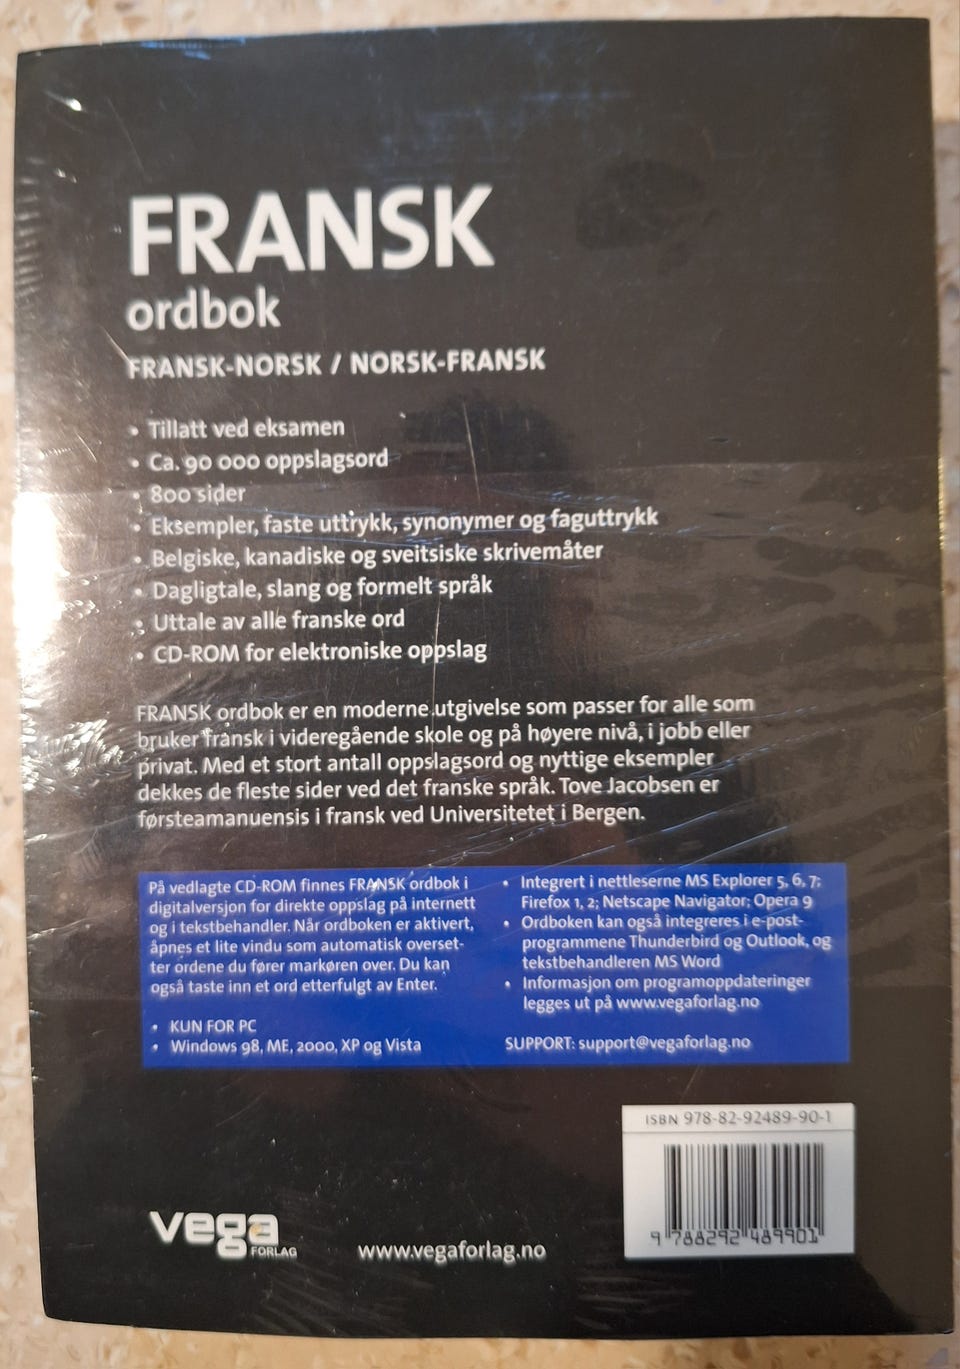 FRANSK
ordbok
FRANSK-NORSK / NORSK-FRANSK
• Tillatt ved eksamen
• Ca. 90 000 oppslagsord
• 800 sider
• Eksempler, faste uttrykk, synonymer og faguttrykk
• Belgiske, kanadiske og sveitsiske skrivemåter
• Dagligtale, slang og formelt språk
• Uttale av alle franske ord
• CD-ROM for elektroniske oppslag
FRANSK ordbok er en moderne utgivelse som passer for alle som
bruker fransk i videregående skole og på høyere nivå, i jobb eller
privat. Med et stort antall oppslagsord og nyttige eksempler
dekkes de fleste sider ved det franske språk. Tove Jacobsen er
førsteamanuensis i fransk ved Universitetet i Bergen.
På vedlagte CD-ROM finnes FRANSK ordbok i
digitalversjon for direkte oppslag på internett
og i tekstbehandler. Når ordboken er aktivert,
åpnes et lite vindu som automatisk overset-
ter ordene du fører markøren over. Du kan
også taste inn et ord etterfulgt av Enter.
• KUN FOR PC
• Windows 98, ME, 2000, XP og Vista
• Integrert i nettleserne MS Explorer 5, 6, 7;
Firefox 1, 2; Netscape Navigator; Opera 9
• Ordboken kan også integreres i e-post-
programmene Thunderbird og Outlook, og
tekstbehandleren MS Word
• Informasjon om programoppdateringer
legges ut på www.vegaforlag.no
SUPPORT: support@vegaforlag.no
ISBN 978-82-92489-90-1
9 788292 489901
vega
FORLAG
www.vegaforlag.no